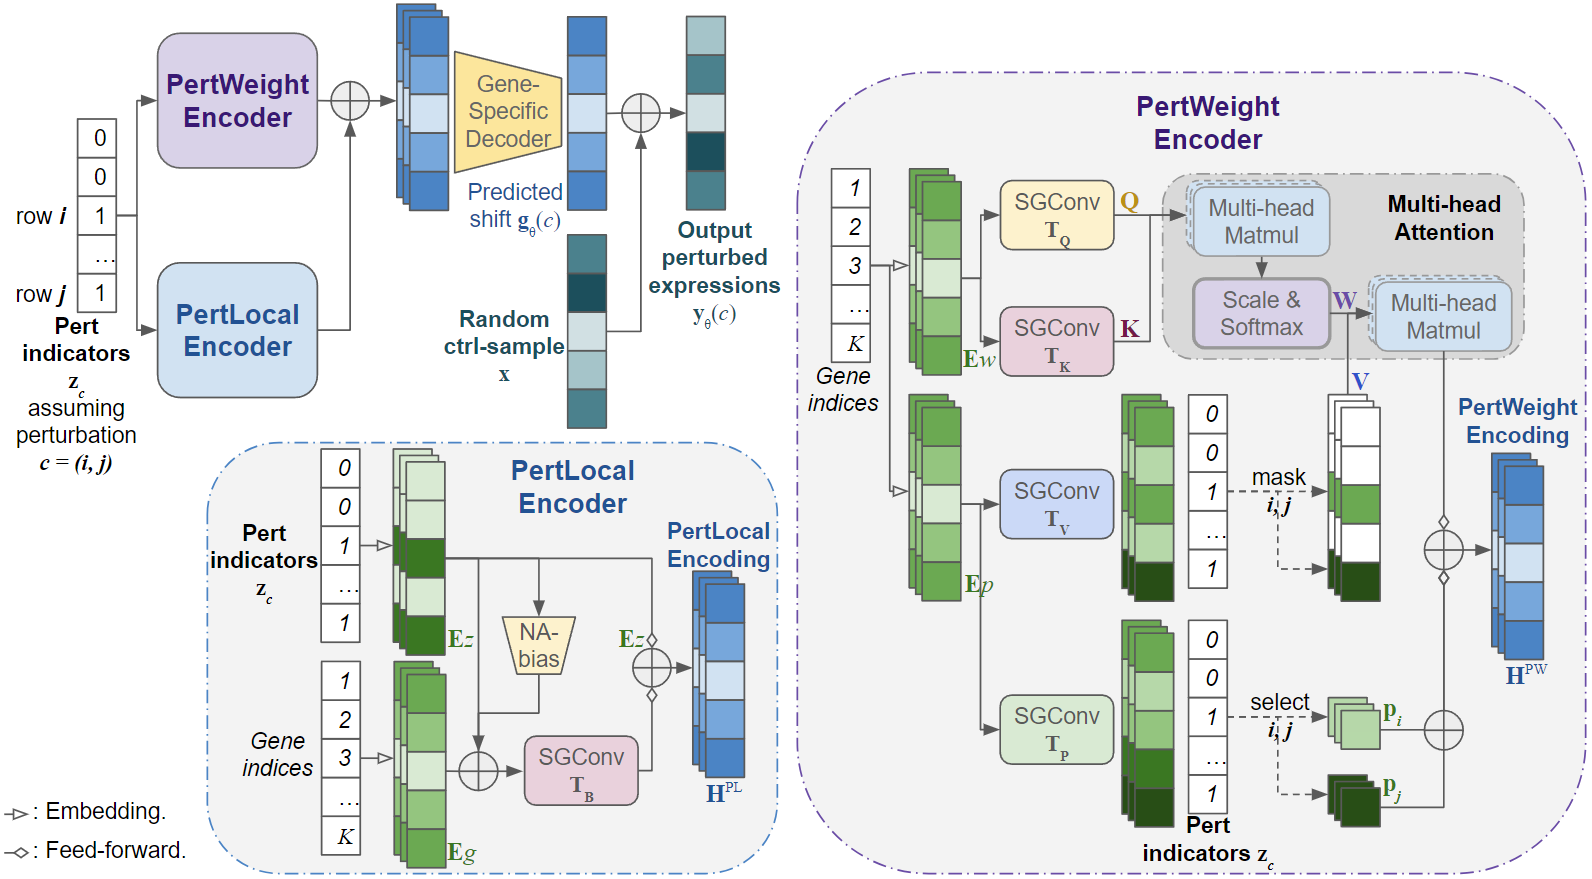 PertWeight
Encoder
0
0
row i
1
...
row j
1
Pert
indicators
z_c
assuming
perturbation
c = (i, j)
PertLocal
Encoder
Gene-
Specific
Decoder
Predicted
shift g_θ(c)
Random
ctrl-sample
x
Output
perturbed
expressions
y_θ(c)
PertLocal
Encoder
0
0
1
...
1
Pert
indicators
z_c
Ez
NA-
bias
Ez
PertLocal
Encoding
1
2
3
...
K
Gene
indices
Eg
SGConv
T_B
H^PL
: Embedding.
: Feed-forward.
PertWeight
Encoder
1
2
3
...
K
Gene
indices
Ew
SGConv
T_Q
Q
SGConv
T_K
K
Multi-head
Matmul
Multi-head
Attention
Scale &
Softmax
W
Multi-head
Matmul
V
Ep
SGConv
T_V
0
0
1
...
1
mask
i, j
PertWeight
Encoding
H^PW
SGConv
T_P
0
0
1
...
1
Pert
indicators z_c
select
i, j
p_i
p_j